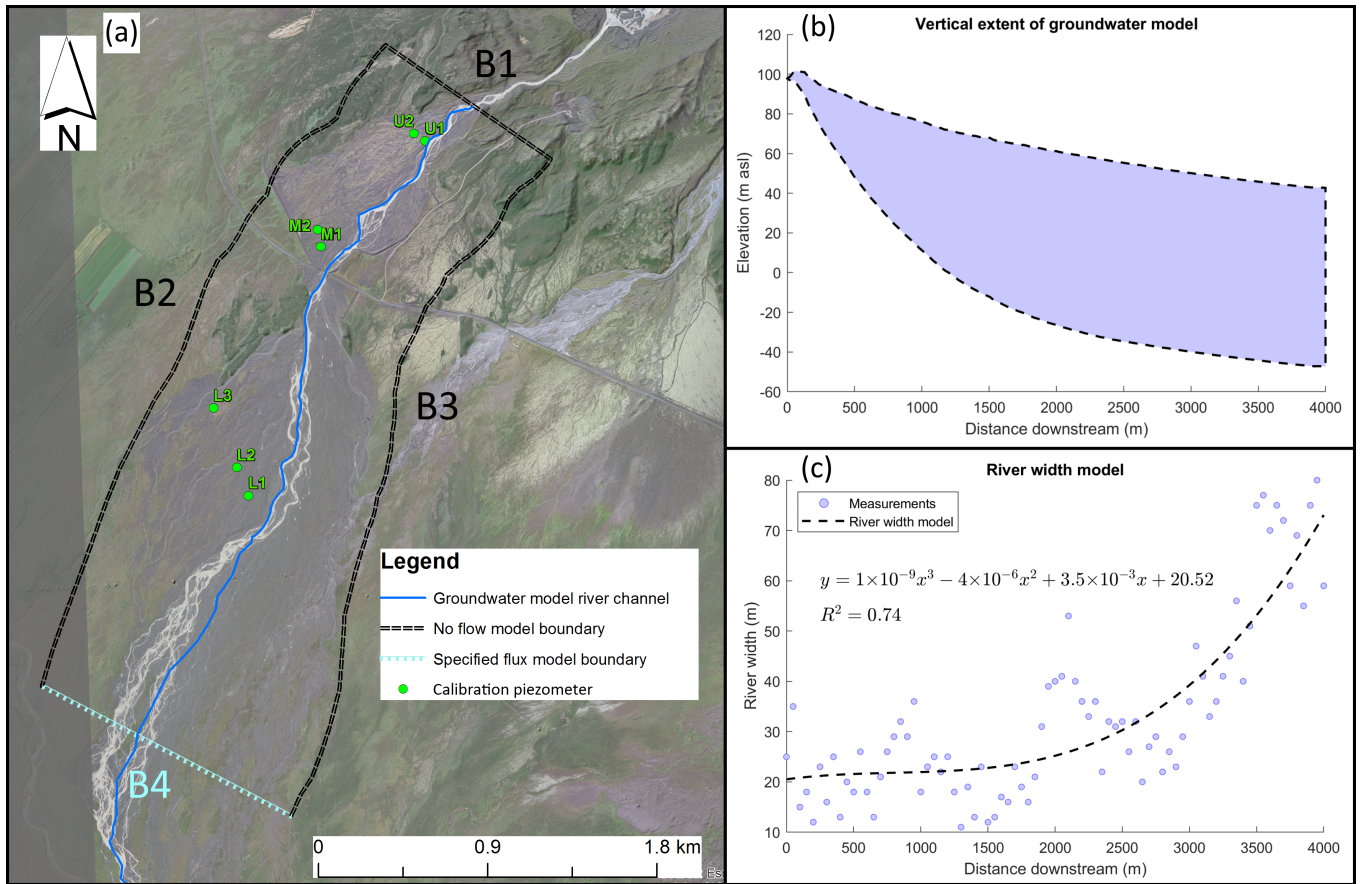 (a)
N
B1
B2
B3
B4
U2
U1
M2
M1
L3
L2
L1
Legend
Groundwater model river channel
No flow model boundary
Specified flux model boundary
Calibration piezometer
0 0.9 1.8 km
Es
(b)
Vertical extent of groundwater model
Elevation (m asl)
120
100
80
60
40
20
0
-20
-40
-60
0 500 1000 1500 2000 2500 3000 3500 4000
Distance downstream (m)
(c)
River width model
Measurements
River width model
y = 1×10⁻⁹x³ − 4×10⁻⁶x² + 3.5×10⁻³x + 20.52
R² = 0.74
River width (m)
80
70
60
50
40
30
20
10
0 500 1000 1500 2000 2500 3000 3500 4000
Distance downstream (m)